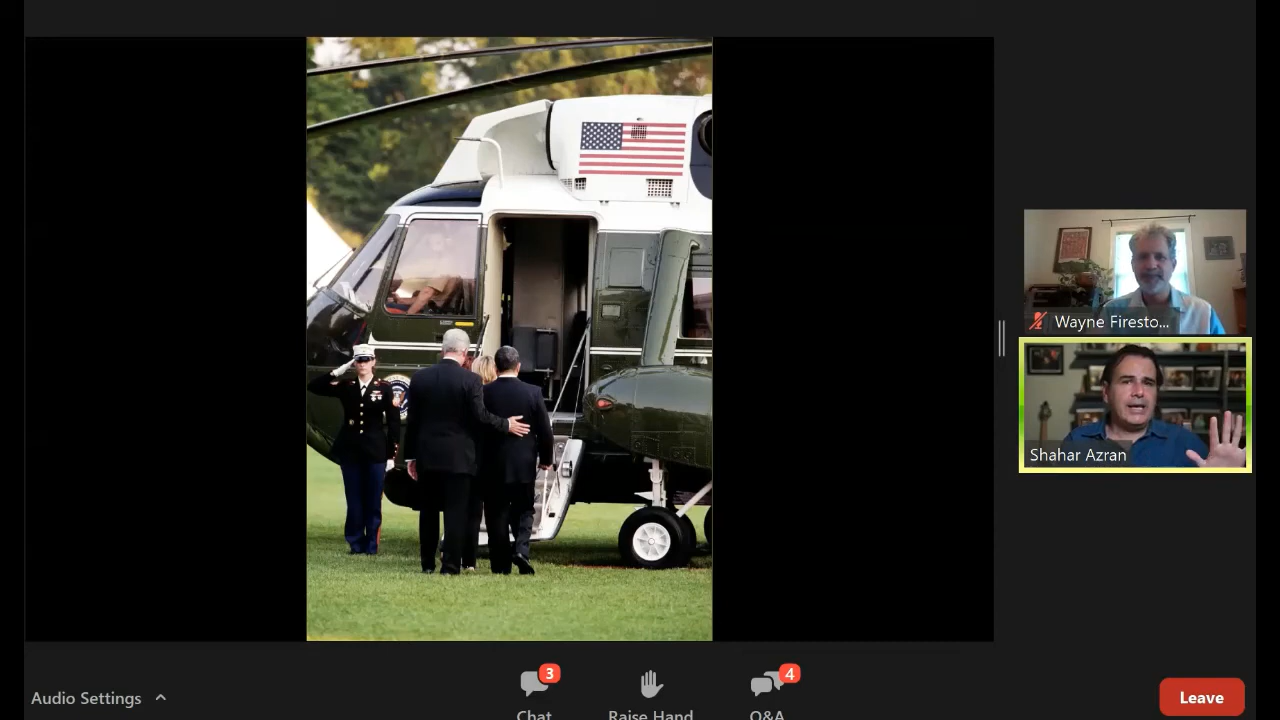 Wayne Firesto...
Shahar Azran
3
4
Audio Settings
Chat
Raise Hand
Q&A
Leave